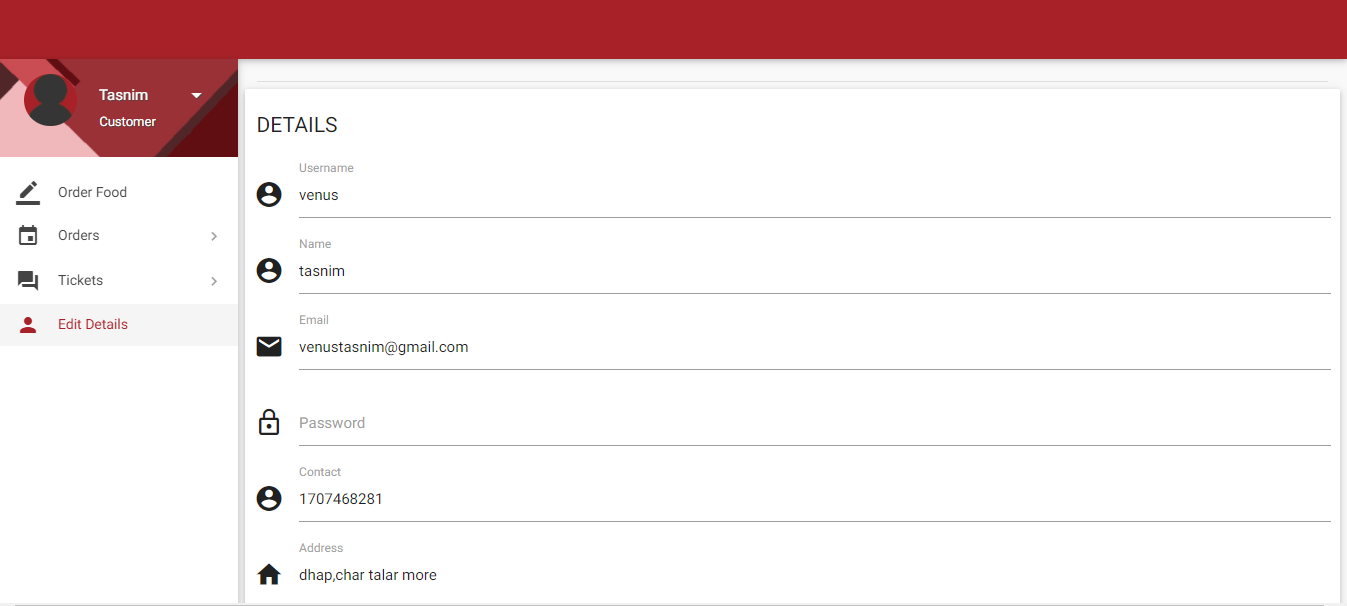 Tasnim
Customer
Order Food
Orders
Tickets
Edit Details
DETAILS
Username
venus
Name
tasnim
Email
venustasnim@gmail.com
Password
Contact
1707468281
Address
dhap,char talar more